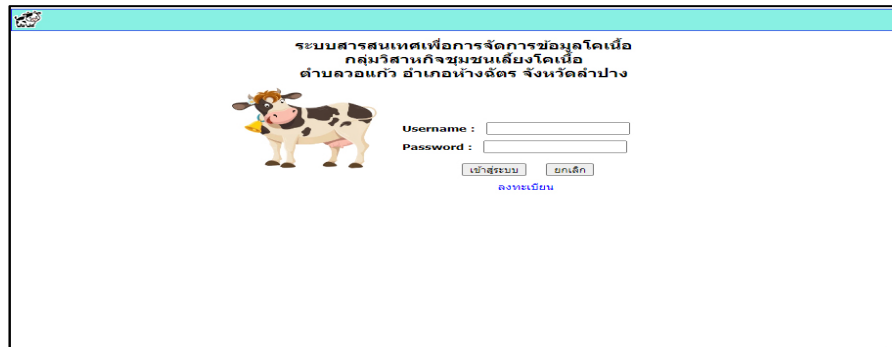 ระบบสารสนเทศเพื่อการจัดการข้อมูลโคเนื้อ
กลุ่มวิสาหกิจชุมชนเลี้ยงโคเนื้อ
ตำบลวอแก้ว อำเภอห้างฉัตร จังหวัดลำปาง
Username :
Password :
เข้าสู่ระบบ ยกเลิก
ลงทะเบียน